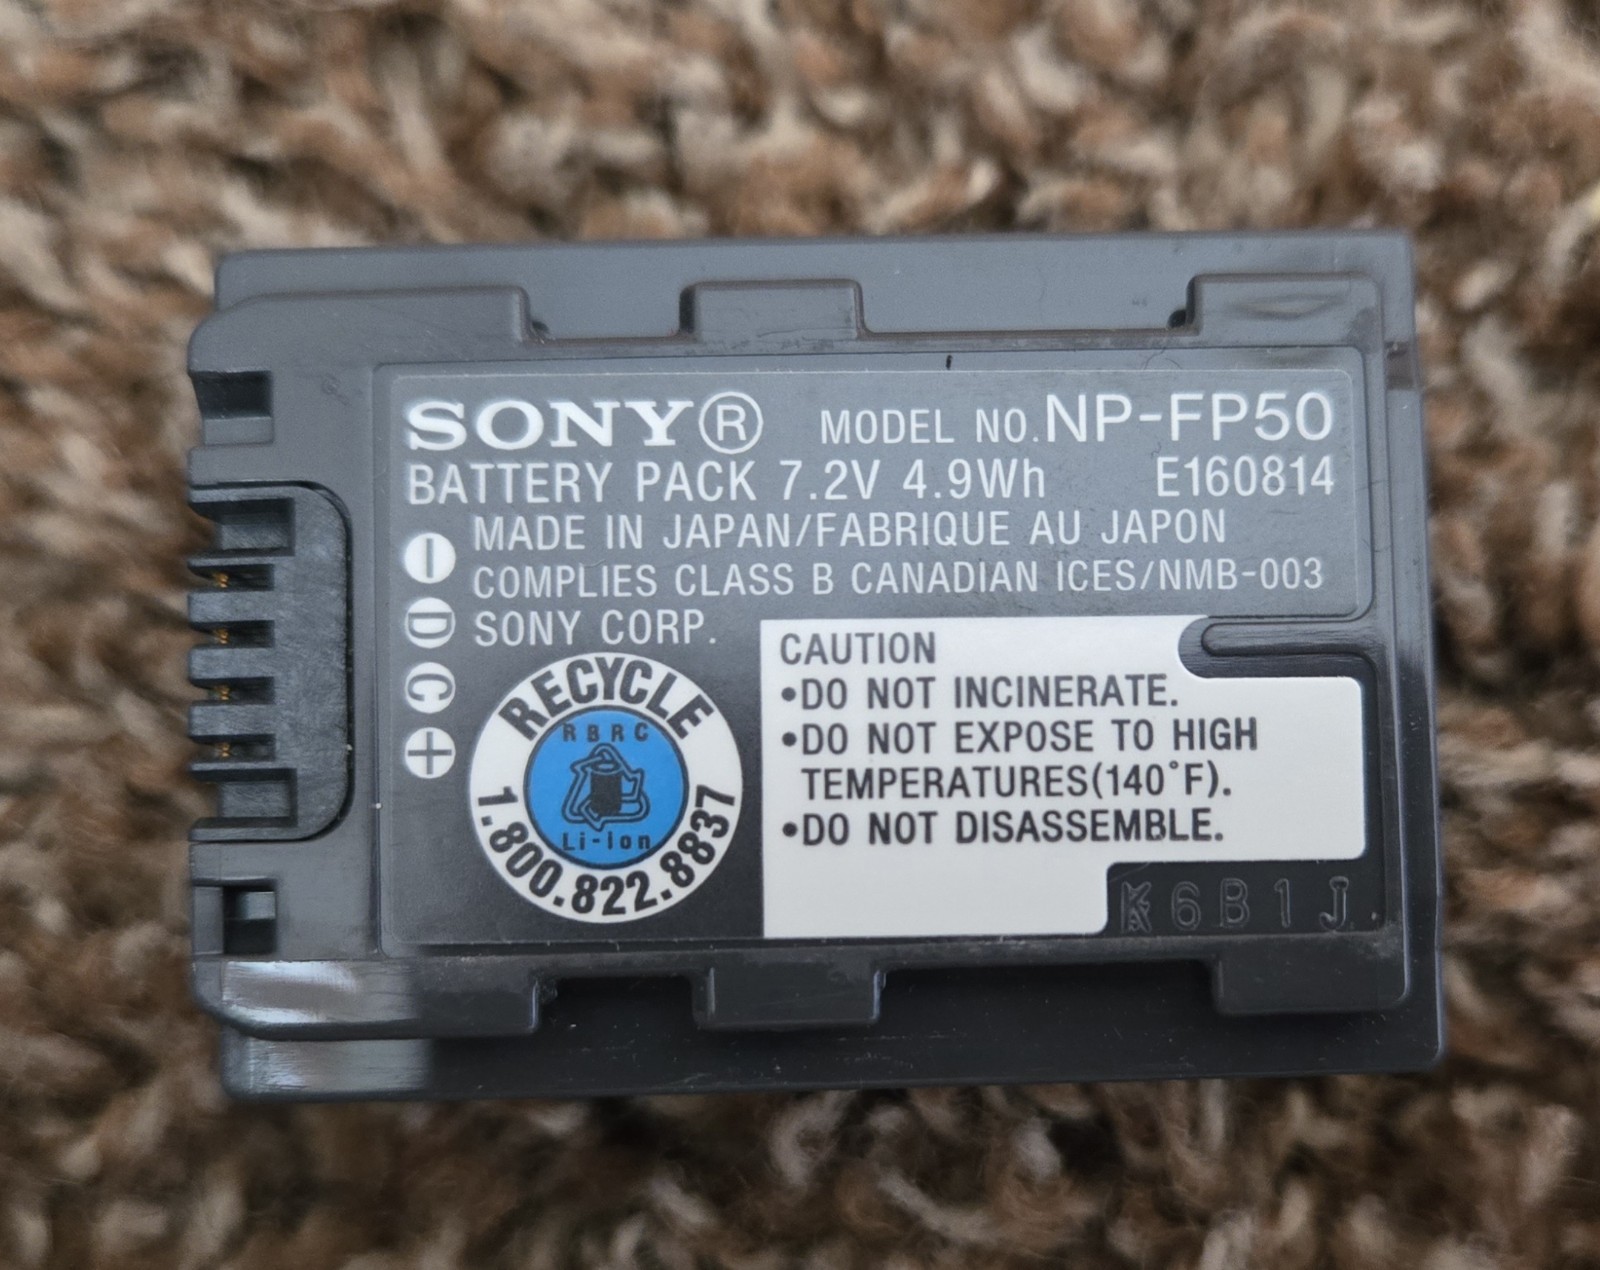 SONY® MODEL NO. NP-FP50
BATTERY PACK 7.2V 4.9Wh E160814
MADE IN JAPAN/FABRIQUE AU JAPON
COMPLIES CLASS B CANADIAN ICES/NMB-003
D SONY CORP.
C
+
RECYCLE
RBRC
Li-Ion
1.800.822.8837
CAUTION
•DO NOT INCINERATE.
•DO NOT EXPOSE TO HIGH
TEMPERATURES(140°F).
•DO NOT DISASSEMBLE.
K6B1J